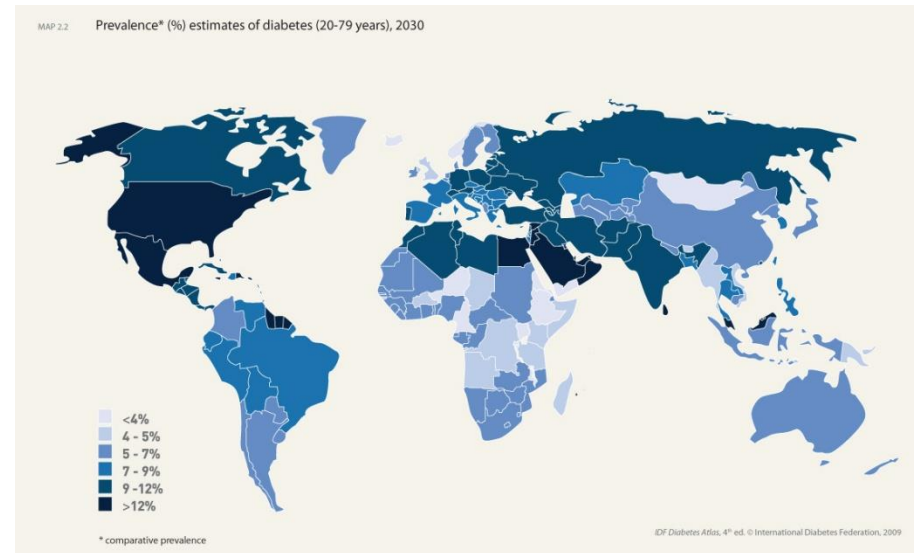 MAP 2.2 Prevalence* (%) estimates of diabetes (20-79 years), 2030
<4%
4 - 5%
5 - 7%
7 - 9%
9 -12%
>12%
* comparative prevalence
IDF Diabetes Atlas, 4th ed. © International Diabetes Federation, 2009